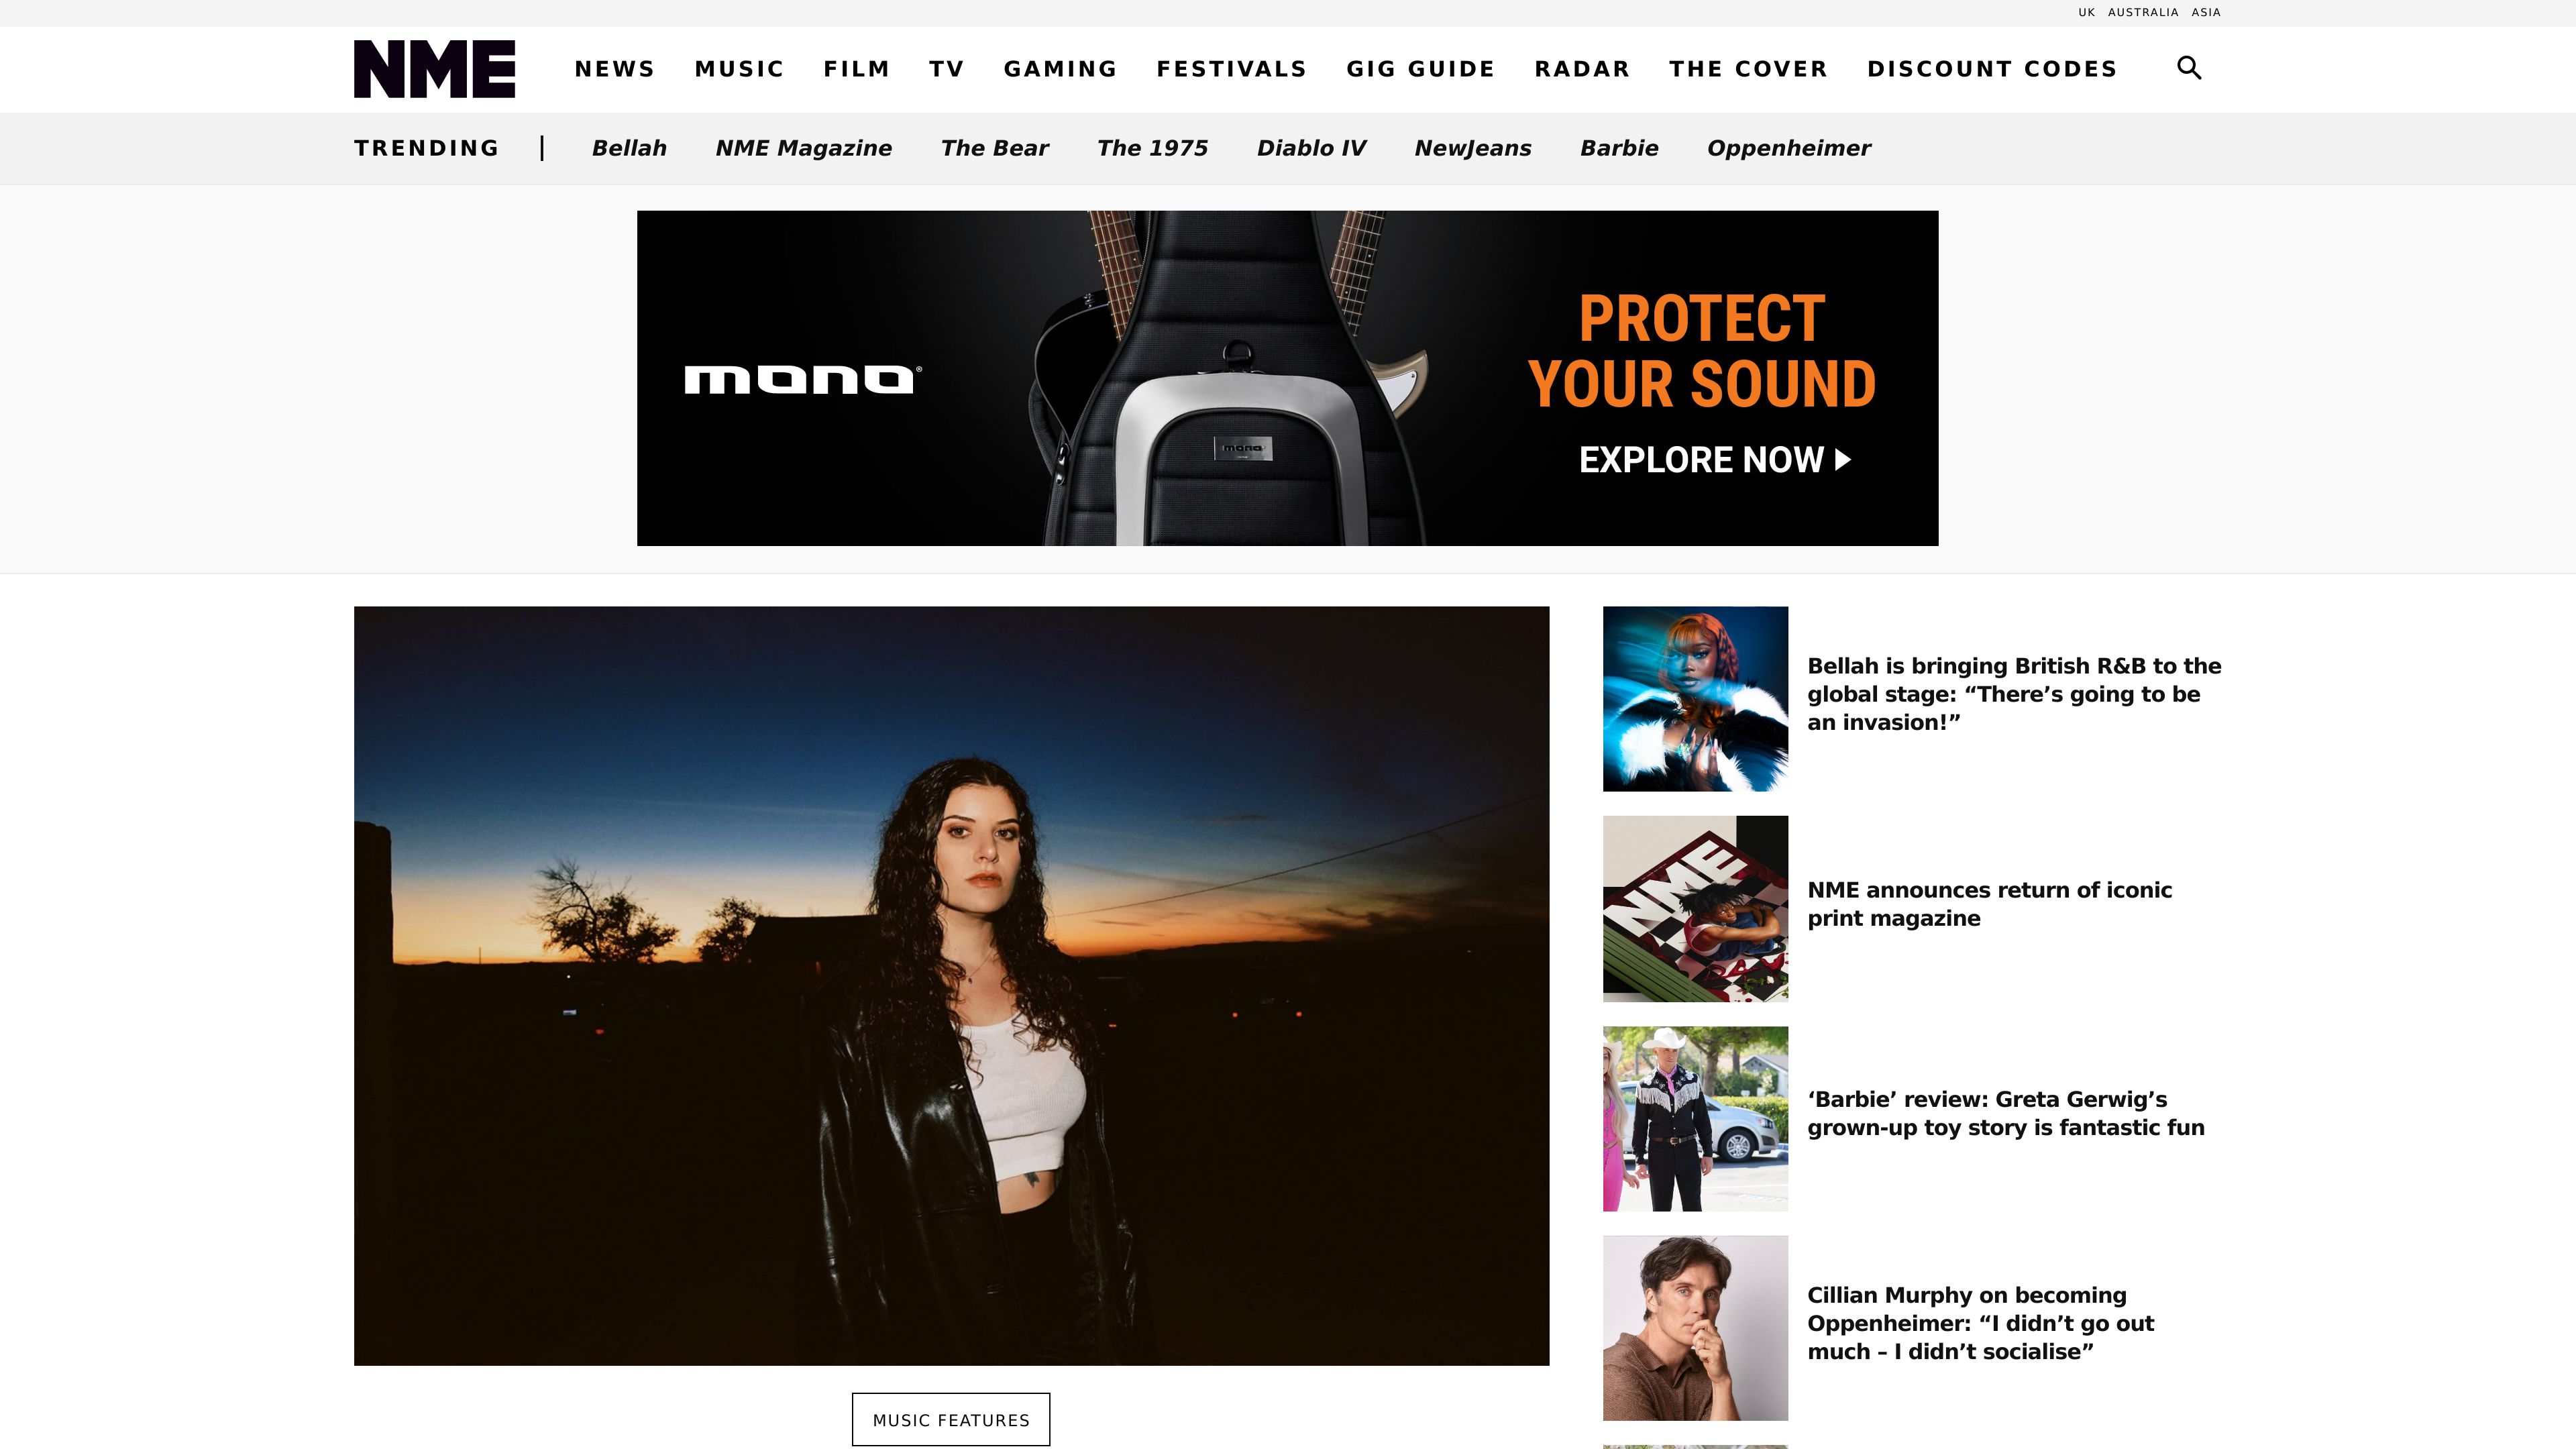 UK AUSTRALIA ASIA
NME
NEWS MUSIC FILM TV GAMING FESTIVALS GIG GUIDE RADAR THE COVER DISCOUNT CODES
TRENDING | Bellah NME Magazine The Bear The 1975 Diablo IV NewJeans Barbie Oppenheimer
mono®
mono
PROTECT
YOUR SOUND
EXPLORE NOW
Bellah is bringing British R&B to the
global stage: “There’s going to be
an invasion!”
NME
NME announces return of iconic
print magazine
‘Barbie’ review: Greta Gerwig’s
grown-up toy story is fantastic fun
Cillian Murphy on becoming
Oppenheimer: “I didn’t go out
much – I didn’t socialise”
MUSIC FEATURES